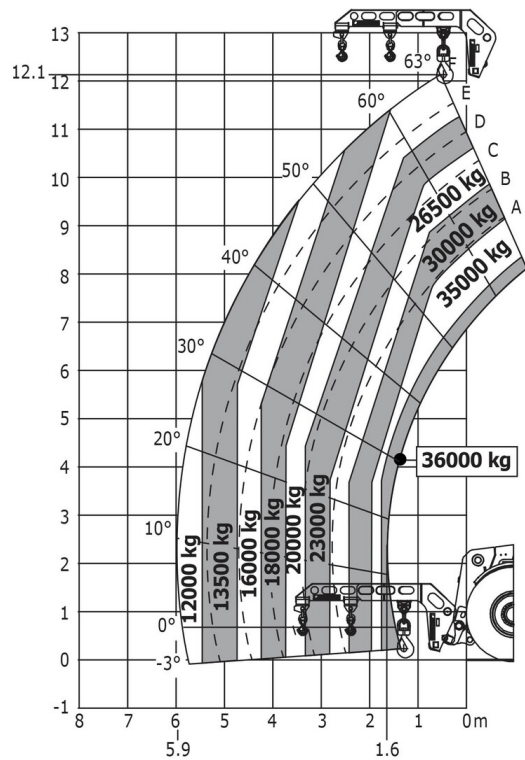 13
12.1
12
11
10
9
8
7
6
5
4
3
2
1
0
-1
63°
60°
50°
40°
30°
20°
10°
0°
-3°
F
E
D
C
B
A
26500 kg
30000 kg
35000 kg
36000 kg
12000 kg
13500 kg
16000 kg
18000 kg
20000 kg
23000 kg
8 7 6 5 4 3 2 1 0m
5.9 1.6